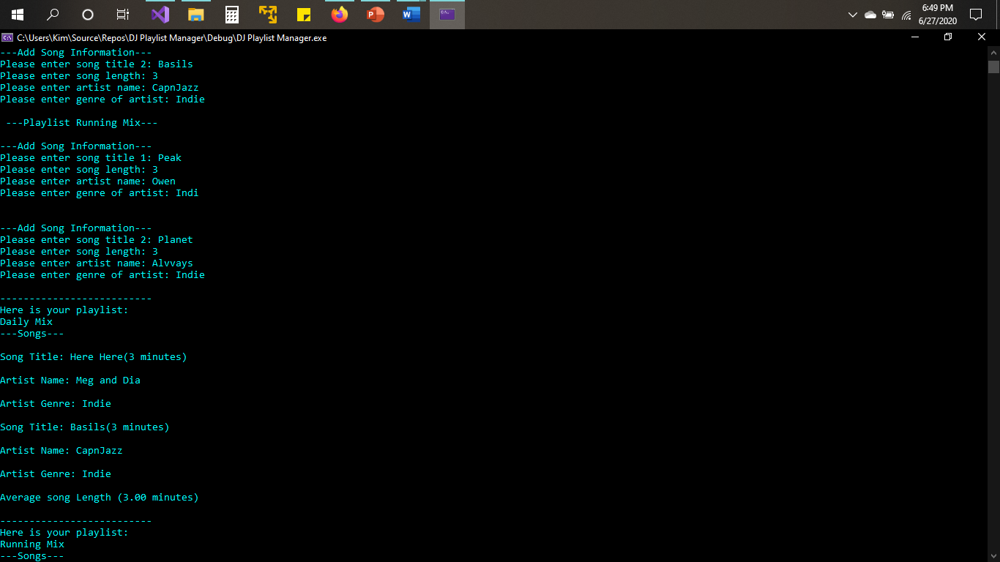 6:49 PM
6/27/2020
C:\Users\Kim\Source\Repos\DJ Playlist Manager\Debug\DJ Playlist Manager.exe
---Add Song Information---
Please enter song title 2: Basils
Please enter song length: 3
Please enter artist name: CapnJazz
Please enter genre of artist: Indie
---Playlist Running Mix---
---Add Song Information---
Please enter song title 1: Peak
Please enter song length: 3
Please enter artist name: Owen
Please enter genre of artist: Indi
---Add Song Information---
Please enter song title 2: Planet
Please enter song length: 3
Please enter artist name: Alvvays
Please enter genre of artist: Indie
--------------------------
Here is your playlist:
Daily Mix
---Songs---
Song Title: Here Here(3 minutes)
Artist Name: Meg and Dia
Artist Genre: Indie
Song Title: Basils(3 minutes)
Artist Name: CapnJazz
Artist Genre: Indie
Average song Length (3.00 minutes)
--------------------------
Here is your playlist:
Running Mix
---Songs---